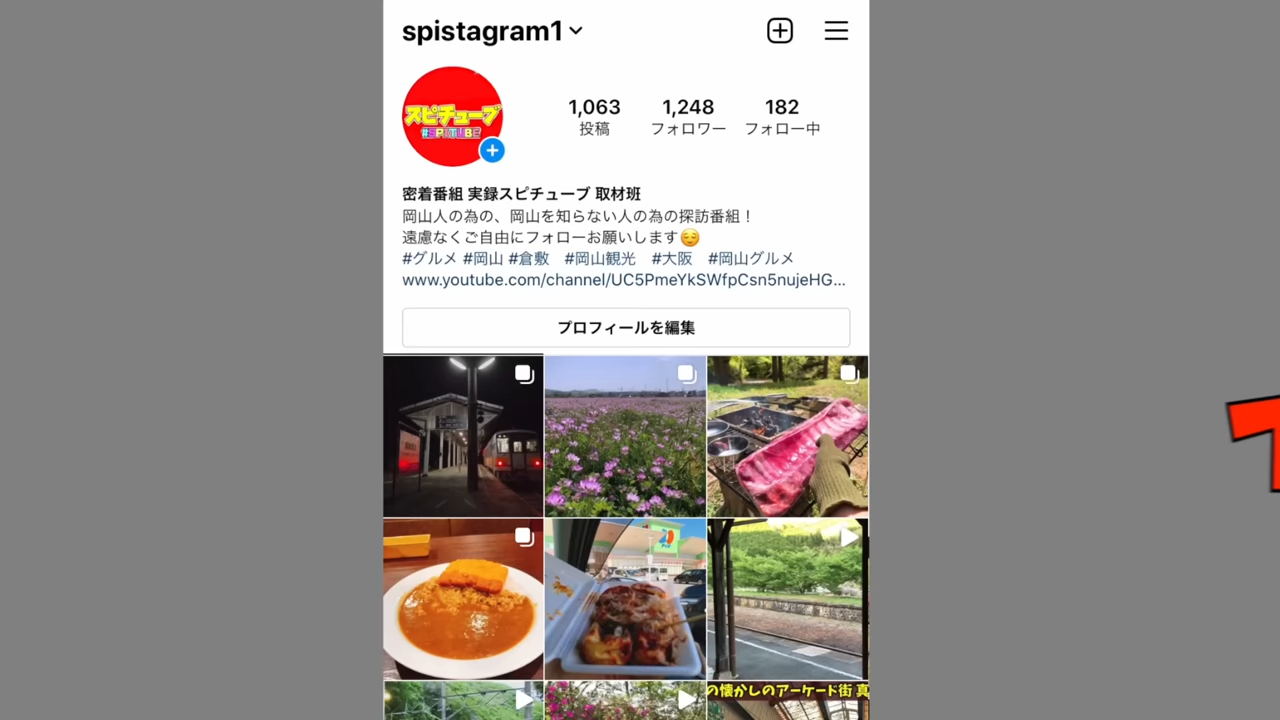 spistagram1
スピチューブ
#SPITUBE
1,063
投稿
1,248
フォロワー
182
フォロー中
密着番組 実録スピチューブ 取材班
岡山人の為の、岡山を知らない人の為の探訪番組！
遠慮なくご自由にフォローお願いします😌
#グルメ #岡山 #倉敷　#岡山観光　#大阪　#岡山グルメ
www.youtube.com/channel/UC5PmeYkSWfpCsn5nujeHG...
プロフィールを編集
の懐かしのアーケード街 真